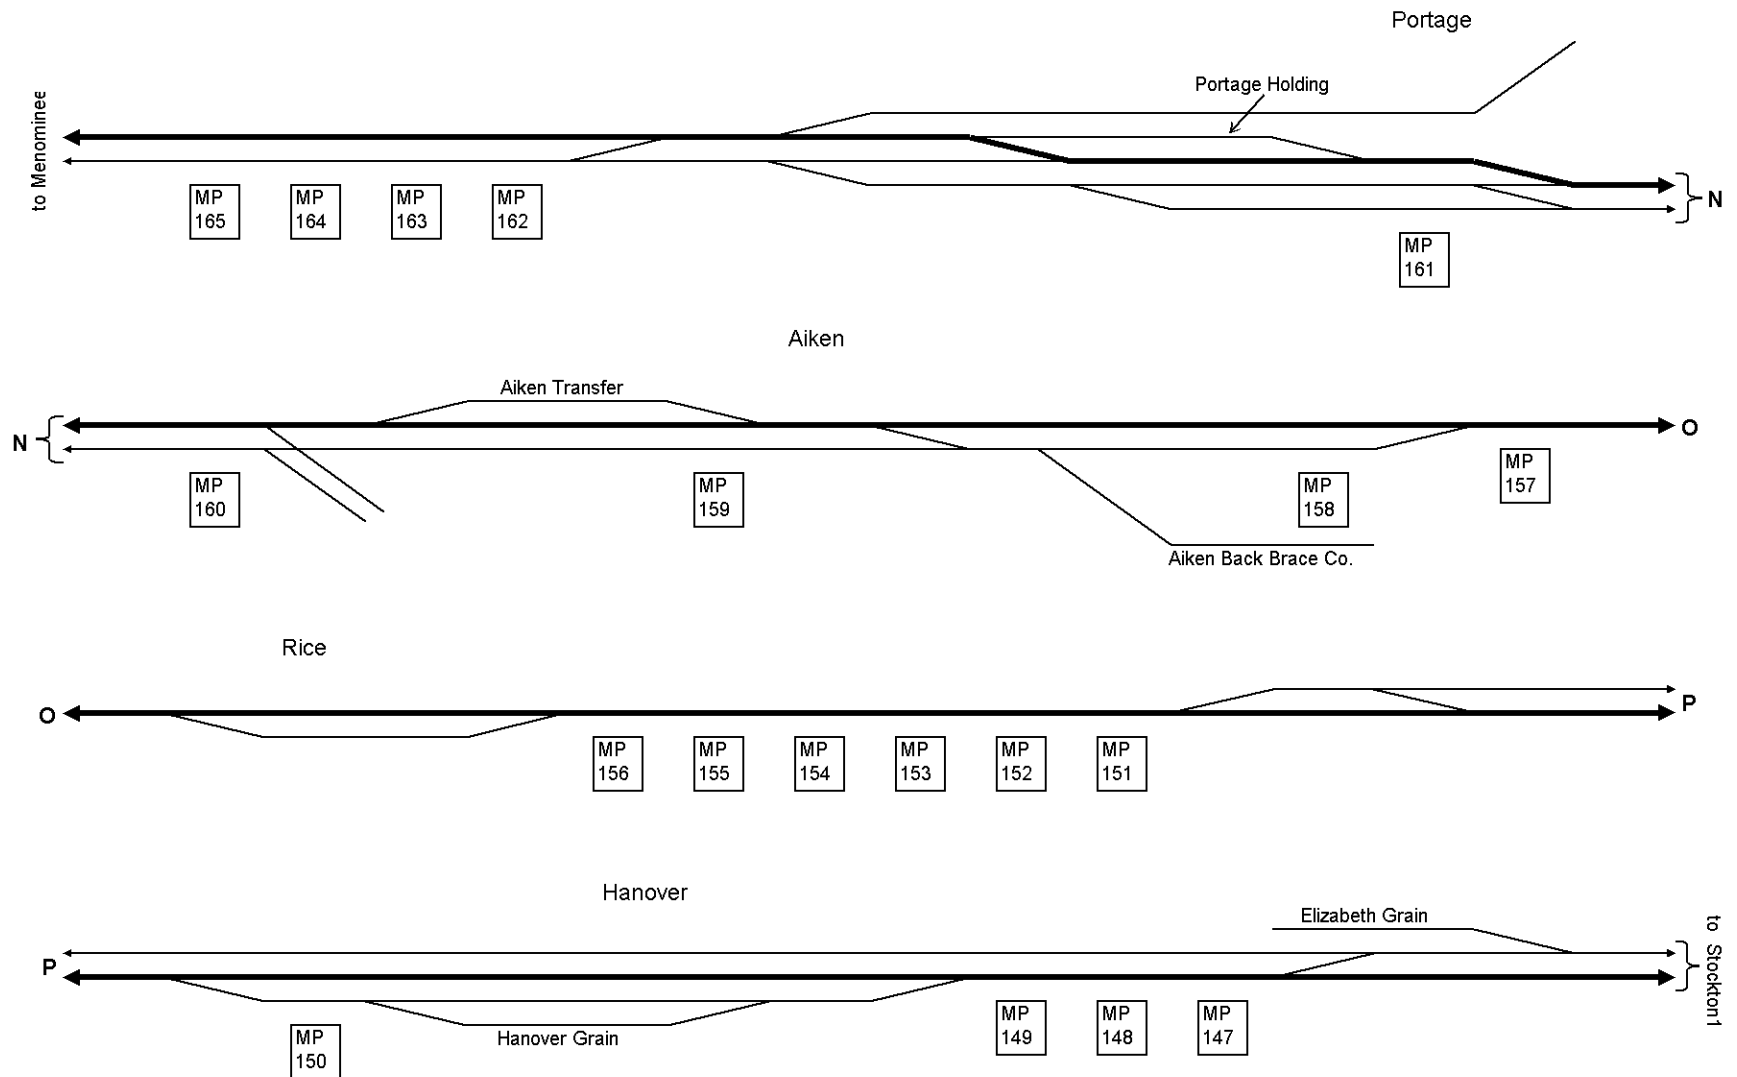 Portage
Portage Holding
to Menominee
N
MP
165
MP
164
MP
163
MP
162
MP
161
Aiken
Aiken Transfer
N
O
MP
160
MP
159
MP
158
MP
157
Aiken Back Brace Co.
Rice
O
P
MP
156
MP
155
MP
154
MP
153
MP
152
MP
151
Hanover
Elizabeth Grain
P
to Stockton1
Hanover Grain
MP
150
MP
149
MP
148
MP
147